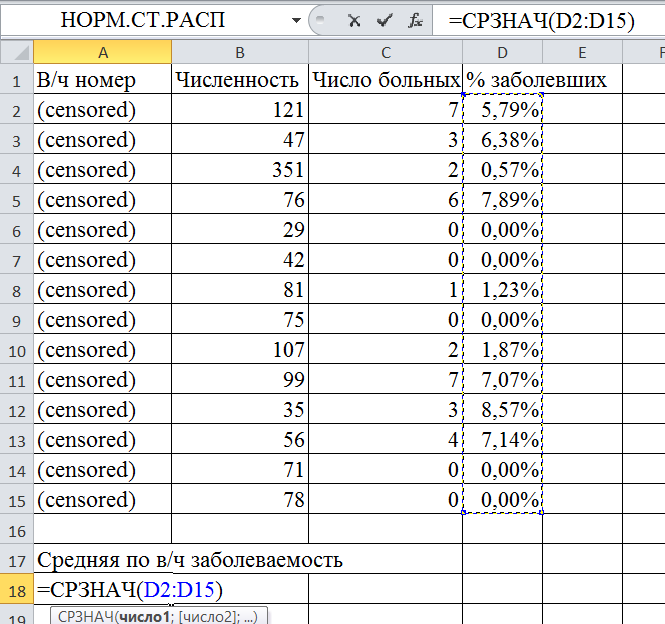 НОРМ.СТ.РАСП =СРЗНАЧ(D2:D15)
A B C D E F
1 В/ч номер Численность Число больных % заболевших
2 (censored) 121 7 5,79%
3 (censored) 47 3 6,38%
4 (censored) 351 2 0,57%
5 (censored) 76 6 7,89%
6 (censored) 29 0 0,00%
7 (censored) 42 0 0,00%
8 (censored) 81 1 1,23%
9 (censored) 75 0 0,00%
10 (censored) 107 2 1,87%
11 (censored) 99 7 7,07%
12 (censored) 35 3 8,57%
13 (censored) 56 4 7,14%
14 (censored) 71 0 0,00%
15 (censored) 78 0 0,00%
16
17 Средняя по в/ч заболеваемость
18 =СРЗНАЧ(D2:D15)
19 СРЗНАЧ(число1; [число2]; ...)